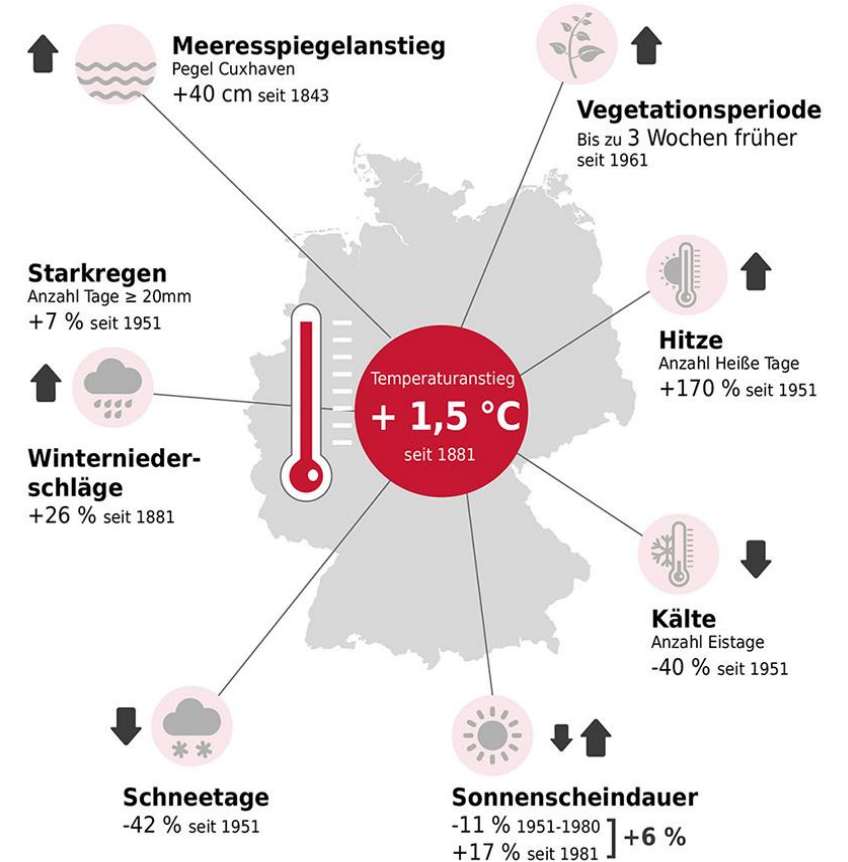 Meeresspiegelanstieg
Pegel Cuxhaven
+40 cm seit 1843
Vegetationsperiode
Bis zu 3 Wochen früher
seit 1961
Starkregen
Anzahl Tage ≥ 20mm
+7 % seit 1951
Hitze
Anzahl Heiße Tage
+170 % seit 1951
Temperaturanstieg
+ 1,5 °C
seit 1881
Winternieder-
schläge
+26 % seit 1881
Kälte
Anzahl Eistage
-40 % seit 1951
Schneetage
-42 % seit 1951
Sonnenscheindauer
-11 % 1951-1980
+17 % seit 1981
+6 %